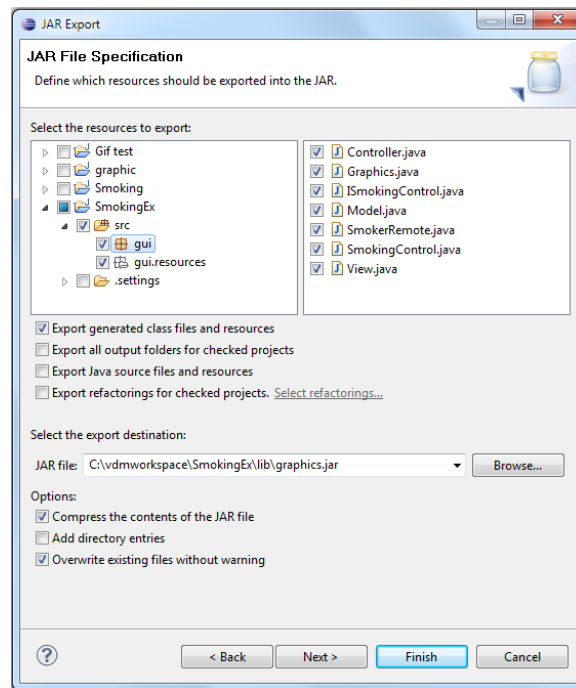 JAR Export
JAR File Specification
Define which resources should be exported into the JAR.
Select the resources to export:
Gif test
graphic
Smoking
SmokingEx
src
gui
gui.resources
.settings
Controller.java
Graphics.java
ISmokingControl.java
Model.java
SmokerRemote.java
SmokingControl.java
View.java
Export generated class files and resources
Export all output folders for checked projects
Export Java source files and resources
Export refactorings for checked projects. Select refactorings...
Select the export destination:
JAR file: C:\vdmworkspace\SmokingEx\lib\graphics.jar Browse...
Options:
Compress the contents of the JAR file
Add directory entries
Overwrite existing files without warning
? < Back Next > Finish Cancel